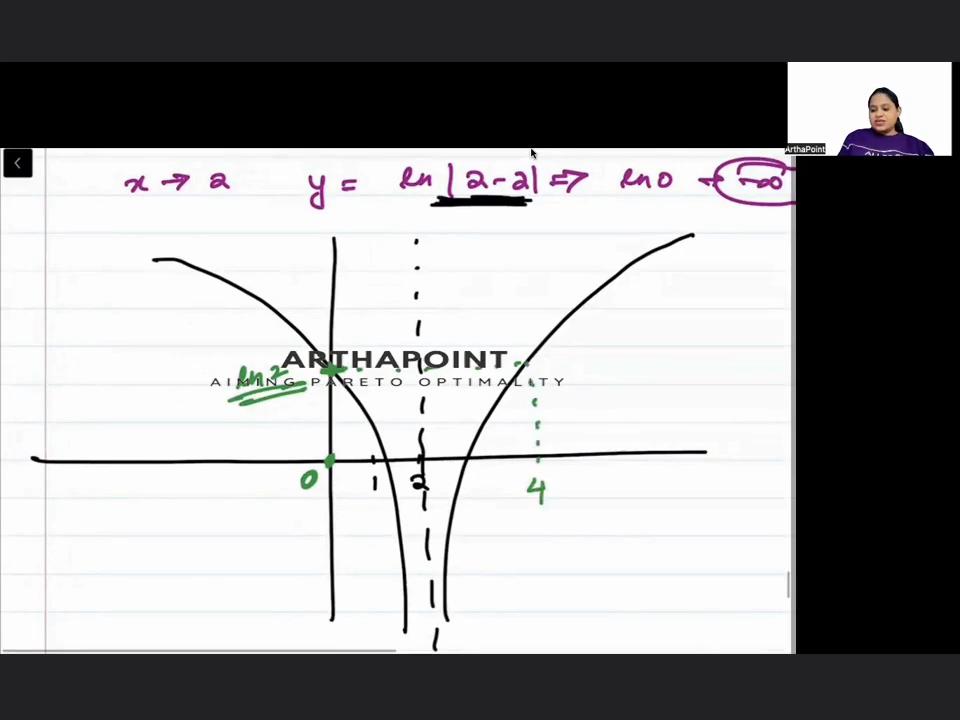 ArthaPoint
x → 2 y = ln |2-2| => ln0 → -∞
ARTHAPOINT
ln2
AIMING PARETO OPTIMALITY
0 1 2 4